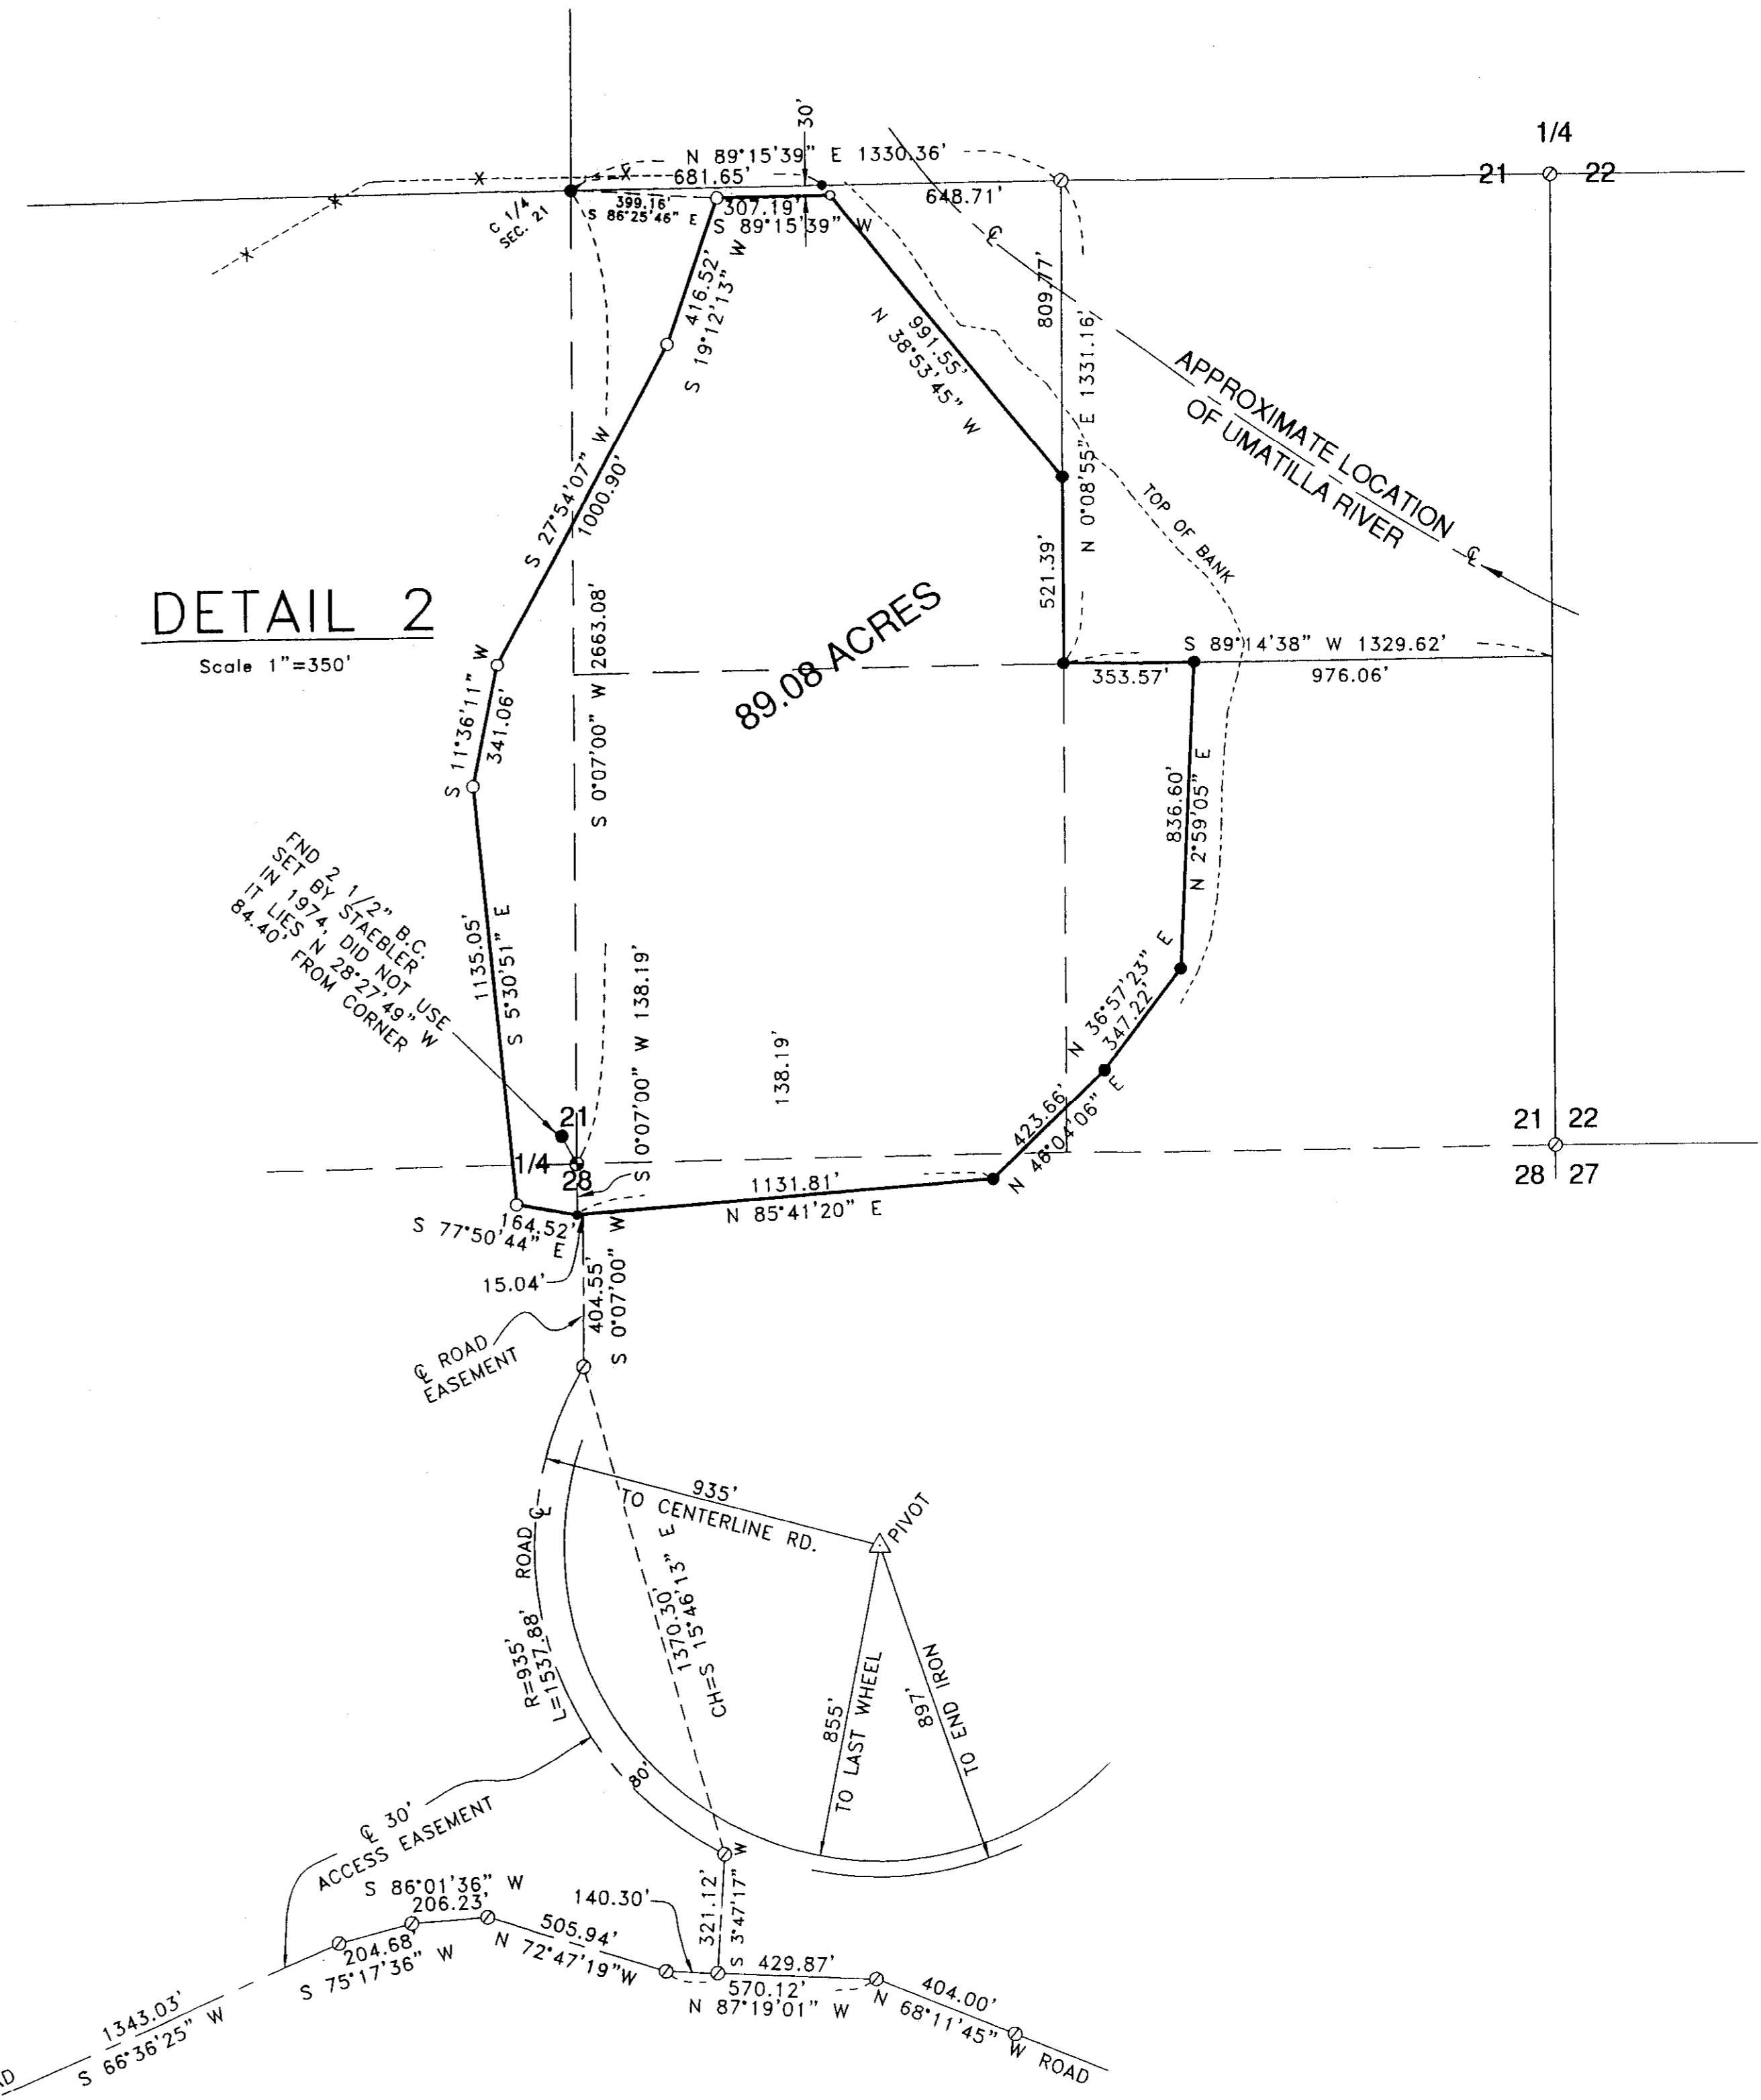 1/4
21 22
30'
N 89°15'39" E 1330.36'
681.65'
648.71'
399.16'
S 86°25'46" E
307.19'
S 89°15'39" W
C 1/4
SEC. 21
416.52'
S 19°12'13" W
991.55'
N 38°53'45" W
809.77'
N 0°08'55" E 1331.16'
℄
APPROXIMATE LOCATION
OF UMATILLA RIVER
℄
TOP OF BANK
S 27°54'07" W
1000.90'
521.39'
DETAIL 2
Scale 1"=350'
S 0°07'00" W 2663.08'
89.08 ACRES
S 89°14'38" W 1329.62'
353.57'
976.06'
S 11°36'11" W
341.06'
836.60'
N 2°59'05" E
FND 2 1/2" B.C.
SET BY STAEBLER
IN 1974, DID NOT USE
IT LIES N 28°27'49" W
84.40' FROM CORNER
1135.05'
S 5°30'51" E
S 0°07'00" W 138.19'
138.19'
N 36°57'23" E
347.22'
423.66'
N 46°04'06" E
21
1/4
28
21 22
28 27
1131.81'
N 85°41'20" E
164.52'
S 77°50'44" E
15.04'
404.55'
S 0°07'00" W
℄ ROAD
EASEMENT
935'
TO CENTERLINE RD.
PIVOT
ROAD ℄
1370.30'
CH=S 15°46'13" E
R=935'
L=1537.88'
855'
TO LAST WHEEL
897'
TO END IRON
80'
℄ 30'
ACCESS EASEMENT
S 86°01'36" W
206.23'
140.30'
321.12'
S 3°47'17" W
505.94'
N 72°47'19"W
204.68'
S 75°17'36" W
429.87'
570.12'
N 87°19'01" W
404.00'
N 68°11'45" W ROAD
1343.03'
S 66°36'25" W